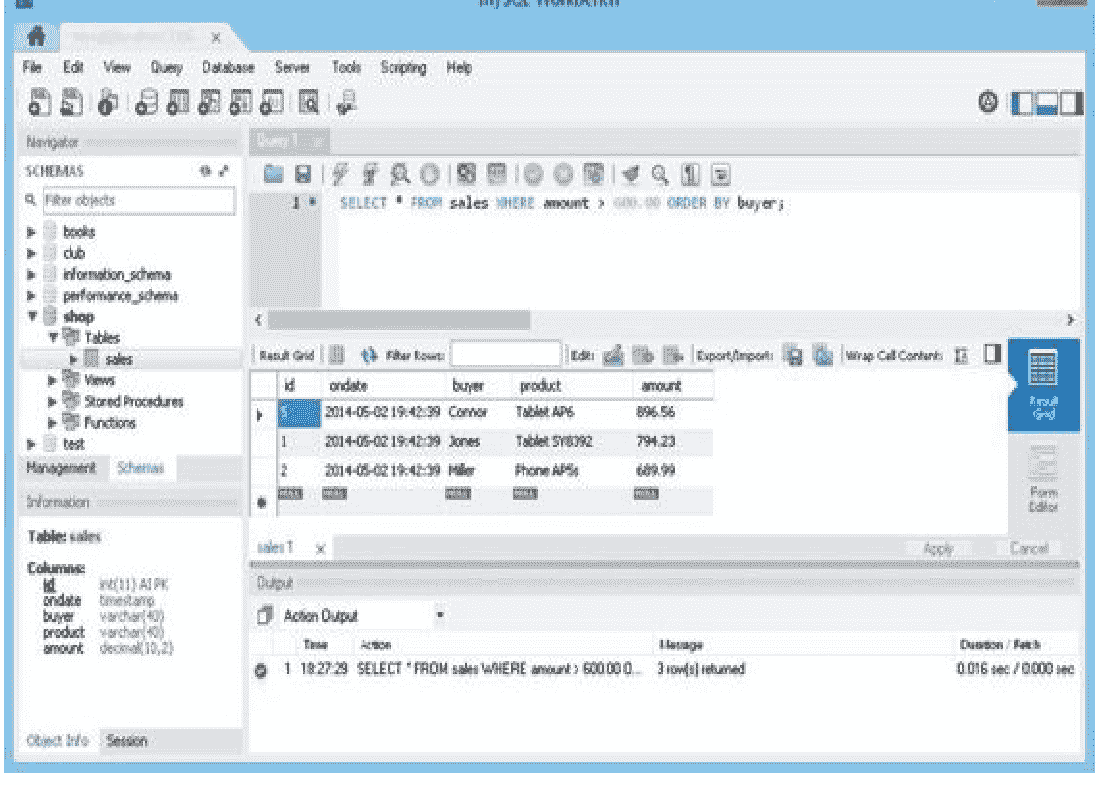 MySQL Workbench
File Edit View Query Database Server Tools Scripting Help
Navigator
SCHEMAS
Filter objects
books
club
information_schema
performance_schema
shop
Tables
sales
Views
Stored Procedures
Functions
test
Management Schemas
Information
Table: sales
Columns:
id int(11) AI PK
ondate timestamp
buyer varchar(40)
product varchar(40)
amount decimal(10,2)
Object Info Session
Query 1
1 SELECT * FROM sales WHERE amount > 600.00 ORDER BY buyer;
Result Grid Filter Rows: Edit: Export/Import: Wrap Cell Content:
id ondate buyer product amount
2014-05-02 19:42:39 Connor Tablet AP6 896.56
1 2014-05-02 19:42:39 Jones Tablet SY8392 794.23
2 2014-05-02 19:42:39 Miller Phone AP5s 689.99
NULL NULL NULL NULL NULL
Result Grid
Form Editor
sales 1 Apply Cancel
Output
Action Output
Time Action Message Duration / Fetch
1 18:27:29 SELECT * FROM sales WHERE amount > 600.00 O... 3 row(s) returned 0.016 sec / 0.000 sec